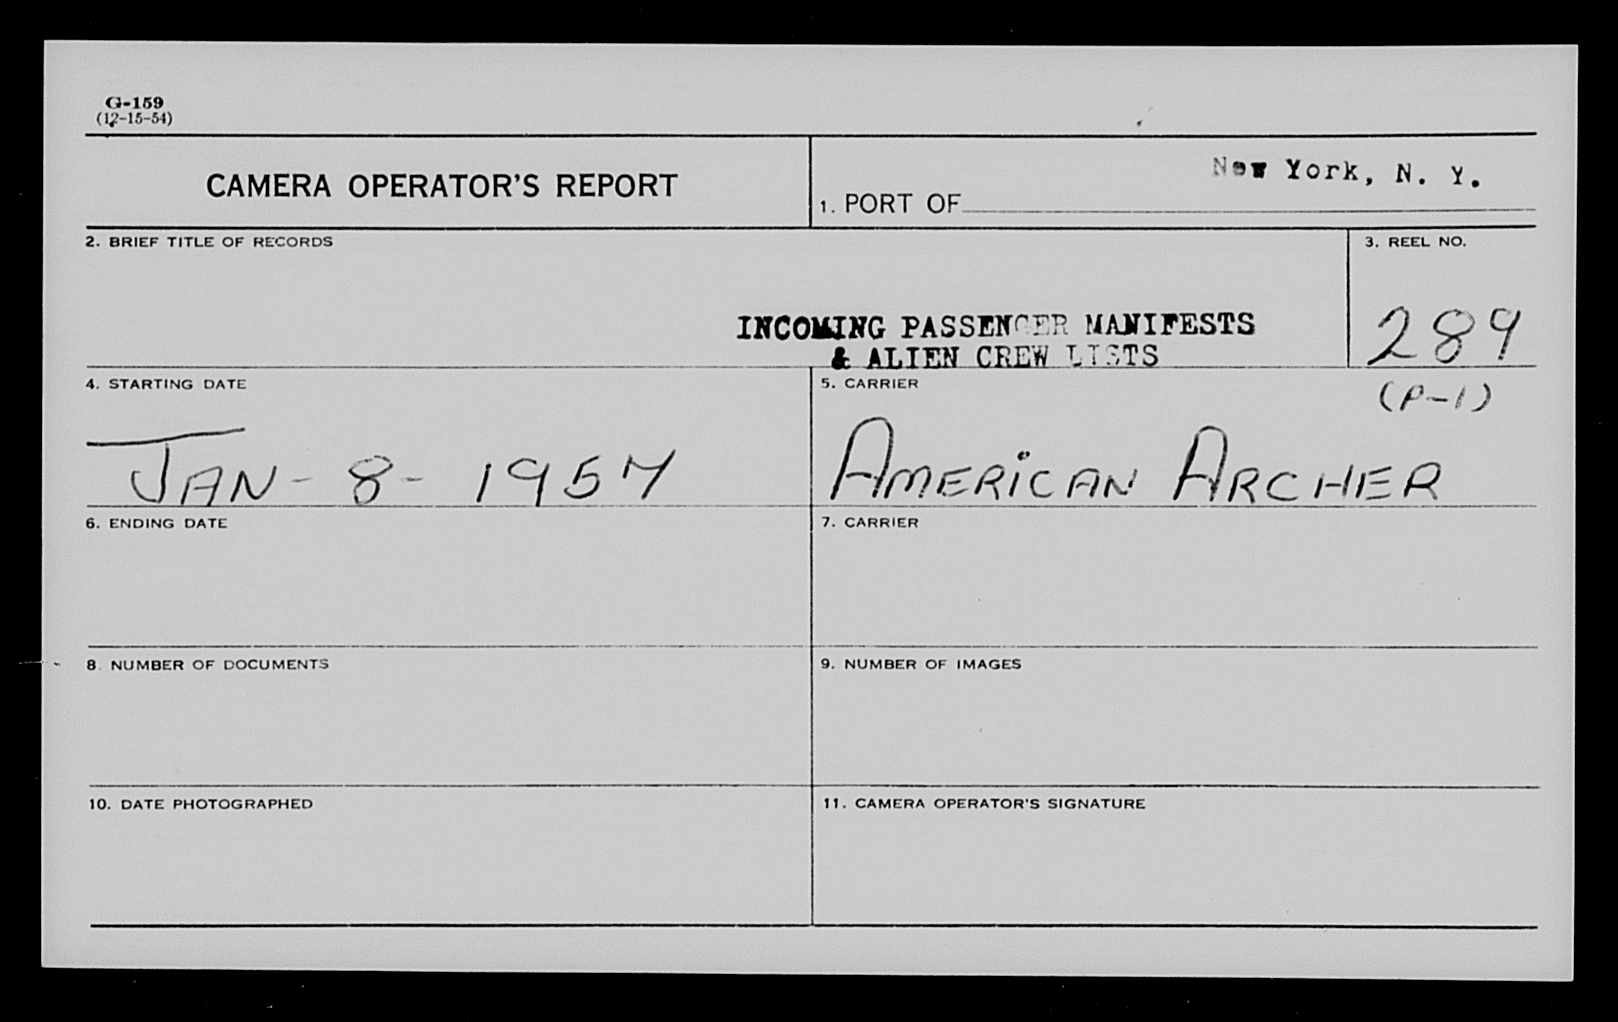 G-159
(12-15-54)
CAMERA OPERATOR'S REPORT
New York, N. Y.
1. PORT OF
2. BRIEF TITLE OF RECORDS
3. REEL NO.
INCOMING PASSENGER MANIFESTS
& ALIEN CREW LISTS
289
(P-1)
4. STARTING DATE
5. CARRIER
JAN-8-1957
AMERICAN ARCHER
6. ENDING DATE
7. CARRIER
8. NUMBER OF DOCUMENTS
9. NUMBER OF IMAGES
10. DATE PHOTOGRAPHED
11. CAMERA OPERATOR'S SIGNATURE